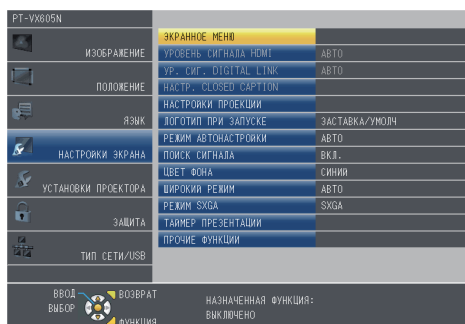 PT-VX605N
ИЗОБРАЖЕНИЕ
ПОЛОЖЕНИЕ
ЯЗЫК
НАСТРОЙКИ ЭКРАНА
УСТАНОВКИ ПРОЕКТОРА
ЗАЩИТА
ТИП СЕТИ/USB
ЭКРАННОЕ МЕНЮ
УРОВЕНЬ СИГНАЛА HDMI АВТО
УР. СИГ. DIGITAL LINK АВТО
НАСТР. CLOSED CAPTION
НАСТРОЙКИ ПРОЕКЦИИ
ЛОГОТИП ПРИ ЗАПУСКЕ ЗАСТАВКА/УМОЛЧ
РЕЖИМ АВТОНАСТРОЙКИ АВТО
ПОИСК СИГНАЛА ВКЛ.
ЦВЕТ ФОНА СИНИЙ
ШИРОКИЙ РЕЖИМ АВТО
РЕЖИМ SXGA SXGA
ТАЙМЕР ПРЕЗЕНТАЦИИ
ПРОЧИЕ ФУНКЦИИ
ВВОД ВОЗВРАТ
ВЫБОР
ФУНКЦИЯ
НАЗНАЧЕННАЯ ФУНКЦИЯ:
ВЫКЛЮЧЕНО